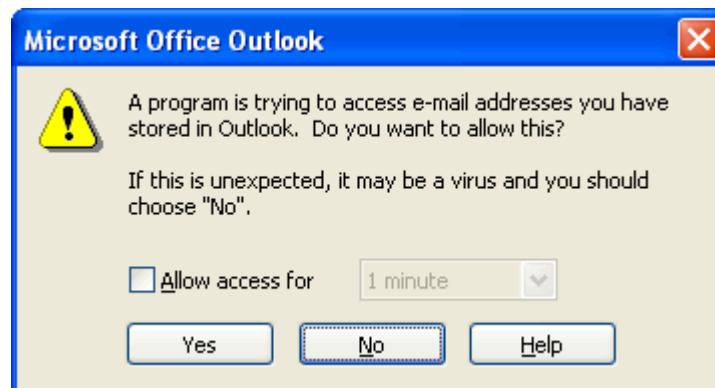 Microsoft Office Outlook
A program is trying to access e-mail addresses you have
stored in Outlook. Do you want to allow this?
If this is unexpected, it may be a virus and you should
choose "No".
Allow access for 1 minute
Yes No Help